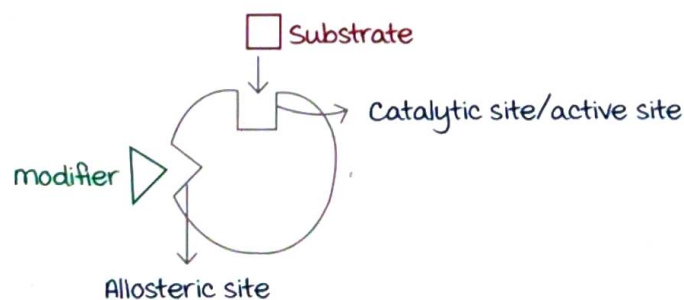 Substrate
Catalytic site/active site
modifier
Allosteric site